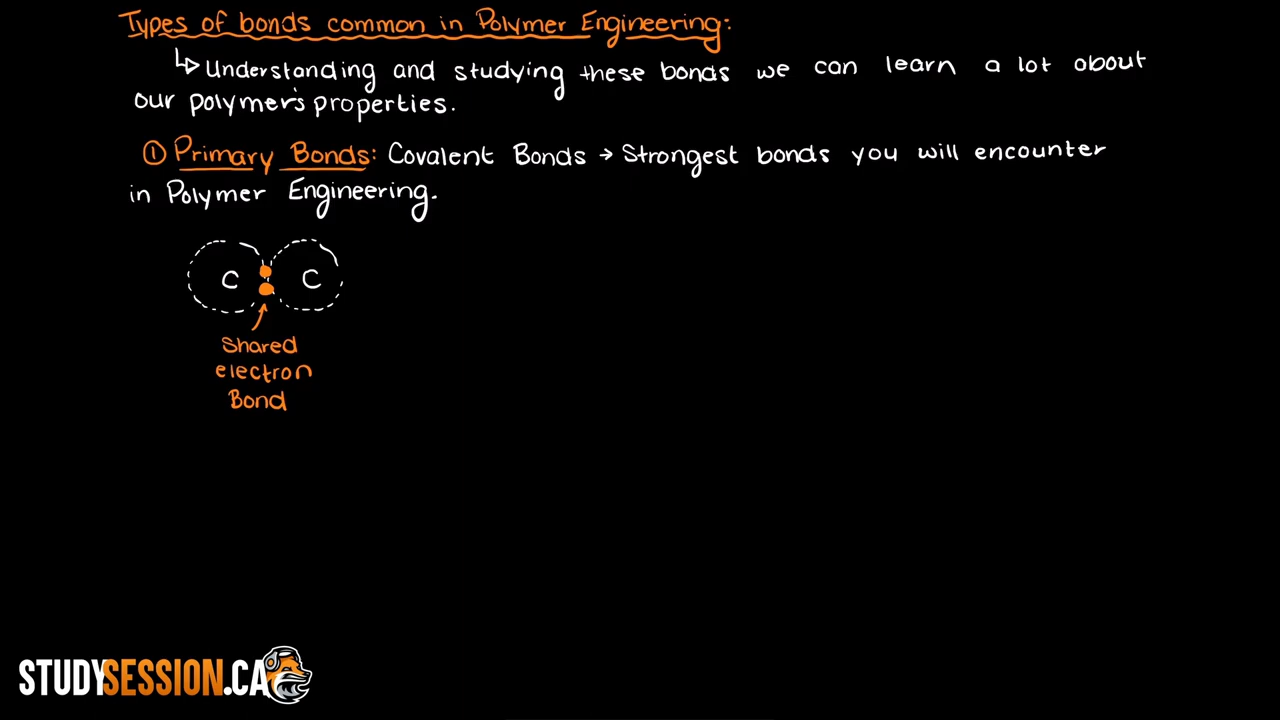 Types of bonds common in Polymer Engineering:
Understanding and studying these bonds we can learn a lot about
our polymer's properties.
① Primary Bonds: Covalent Bonds → Strongest bonds you will encounter
in Polymer Engineering.
C C
Shared
electron
Bond
STUDYSESSION.CA